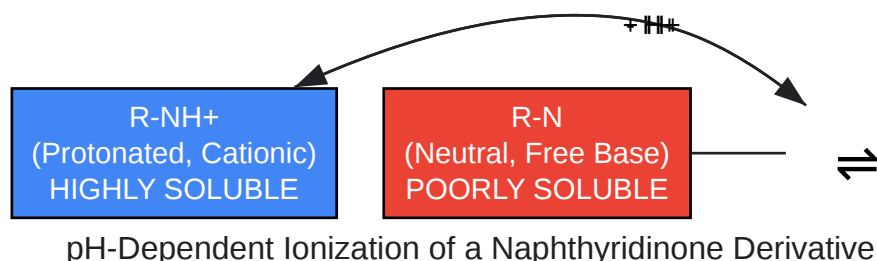 R-NH+
(Protonated, Cationic)
HIGHLY SOLUBLE
R-N
(Neutral, Free Base)
POORLY SOLUBLE
⇌
pH-Dependent Ionization of a Naphthyridinone Derivative